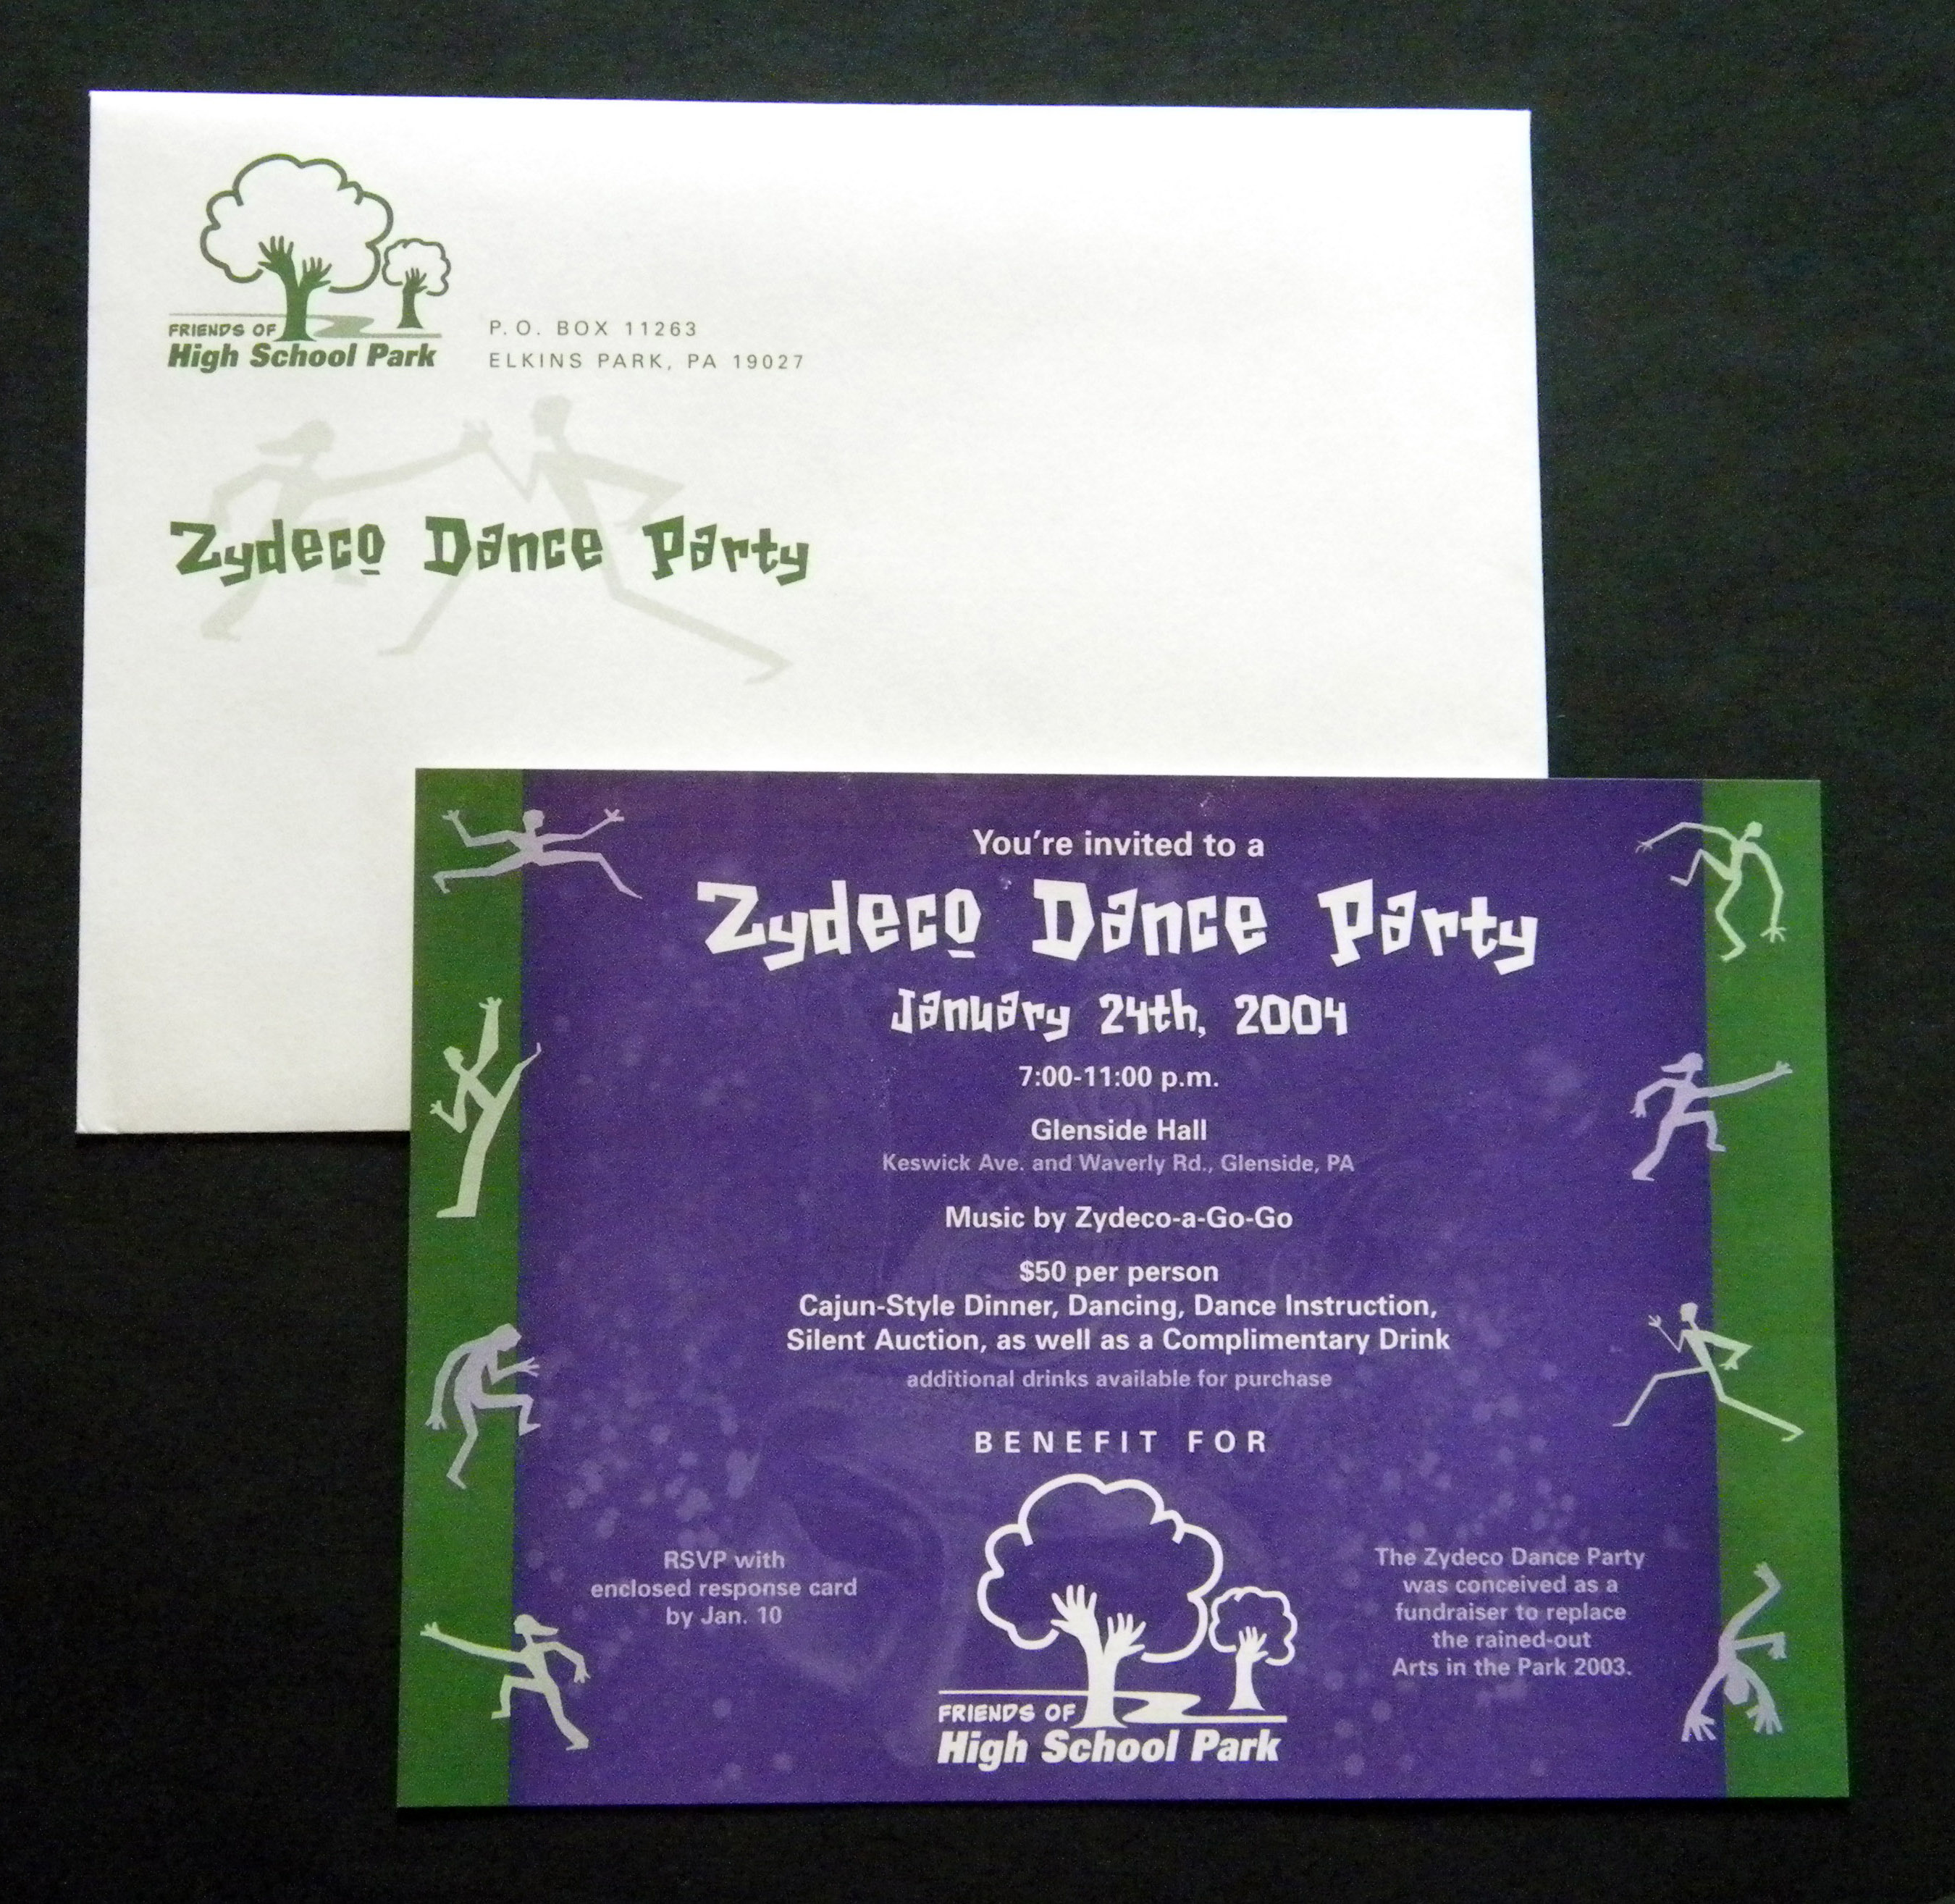 FRIENDS OF
High School Park
P.O. BOX 11263
ELKINS PARK, PA 19027
Zydeco Dance Party
You're invited to a
Zydeco Dance Party
January 24th, 2004
7:00-11:00 p.m.
Glenside Hall
Keswick Ave. and Waverly Rd., Glenside, PA
Music by Zydeco-a-Go-Go
$50 per person
Cajun-Style Dinner, Dancing, Dance Instruction,
Silent Auction, as well as a Complimentary Drink
additional drinks available for purchase
BENEFIT FOR
RSVP with
enclosed response card
by Jan. 10
FRIENDS OF
High School Park
The Zydeco Dance Party
was conceived as a
fundraiser to replace
the rained-out
Arts in the Park 2003.